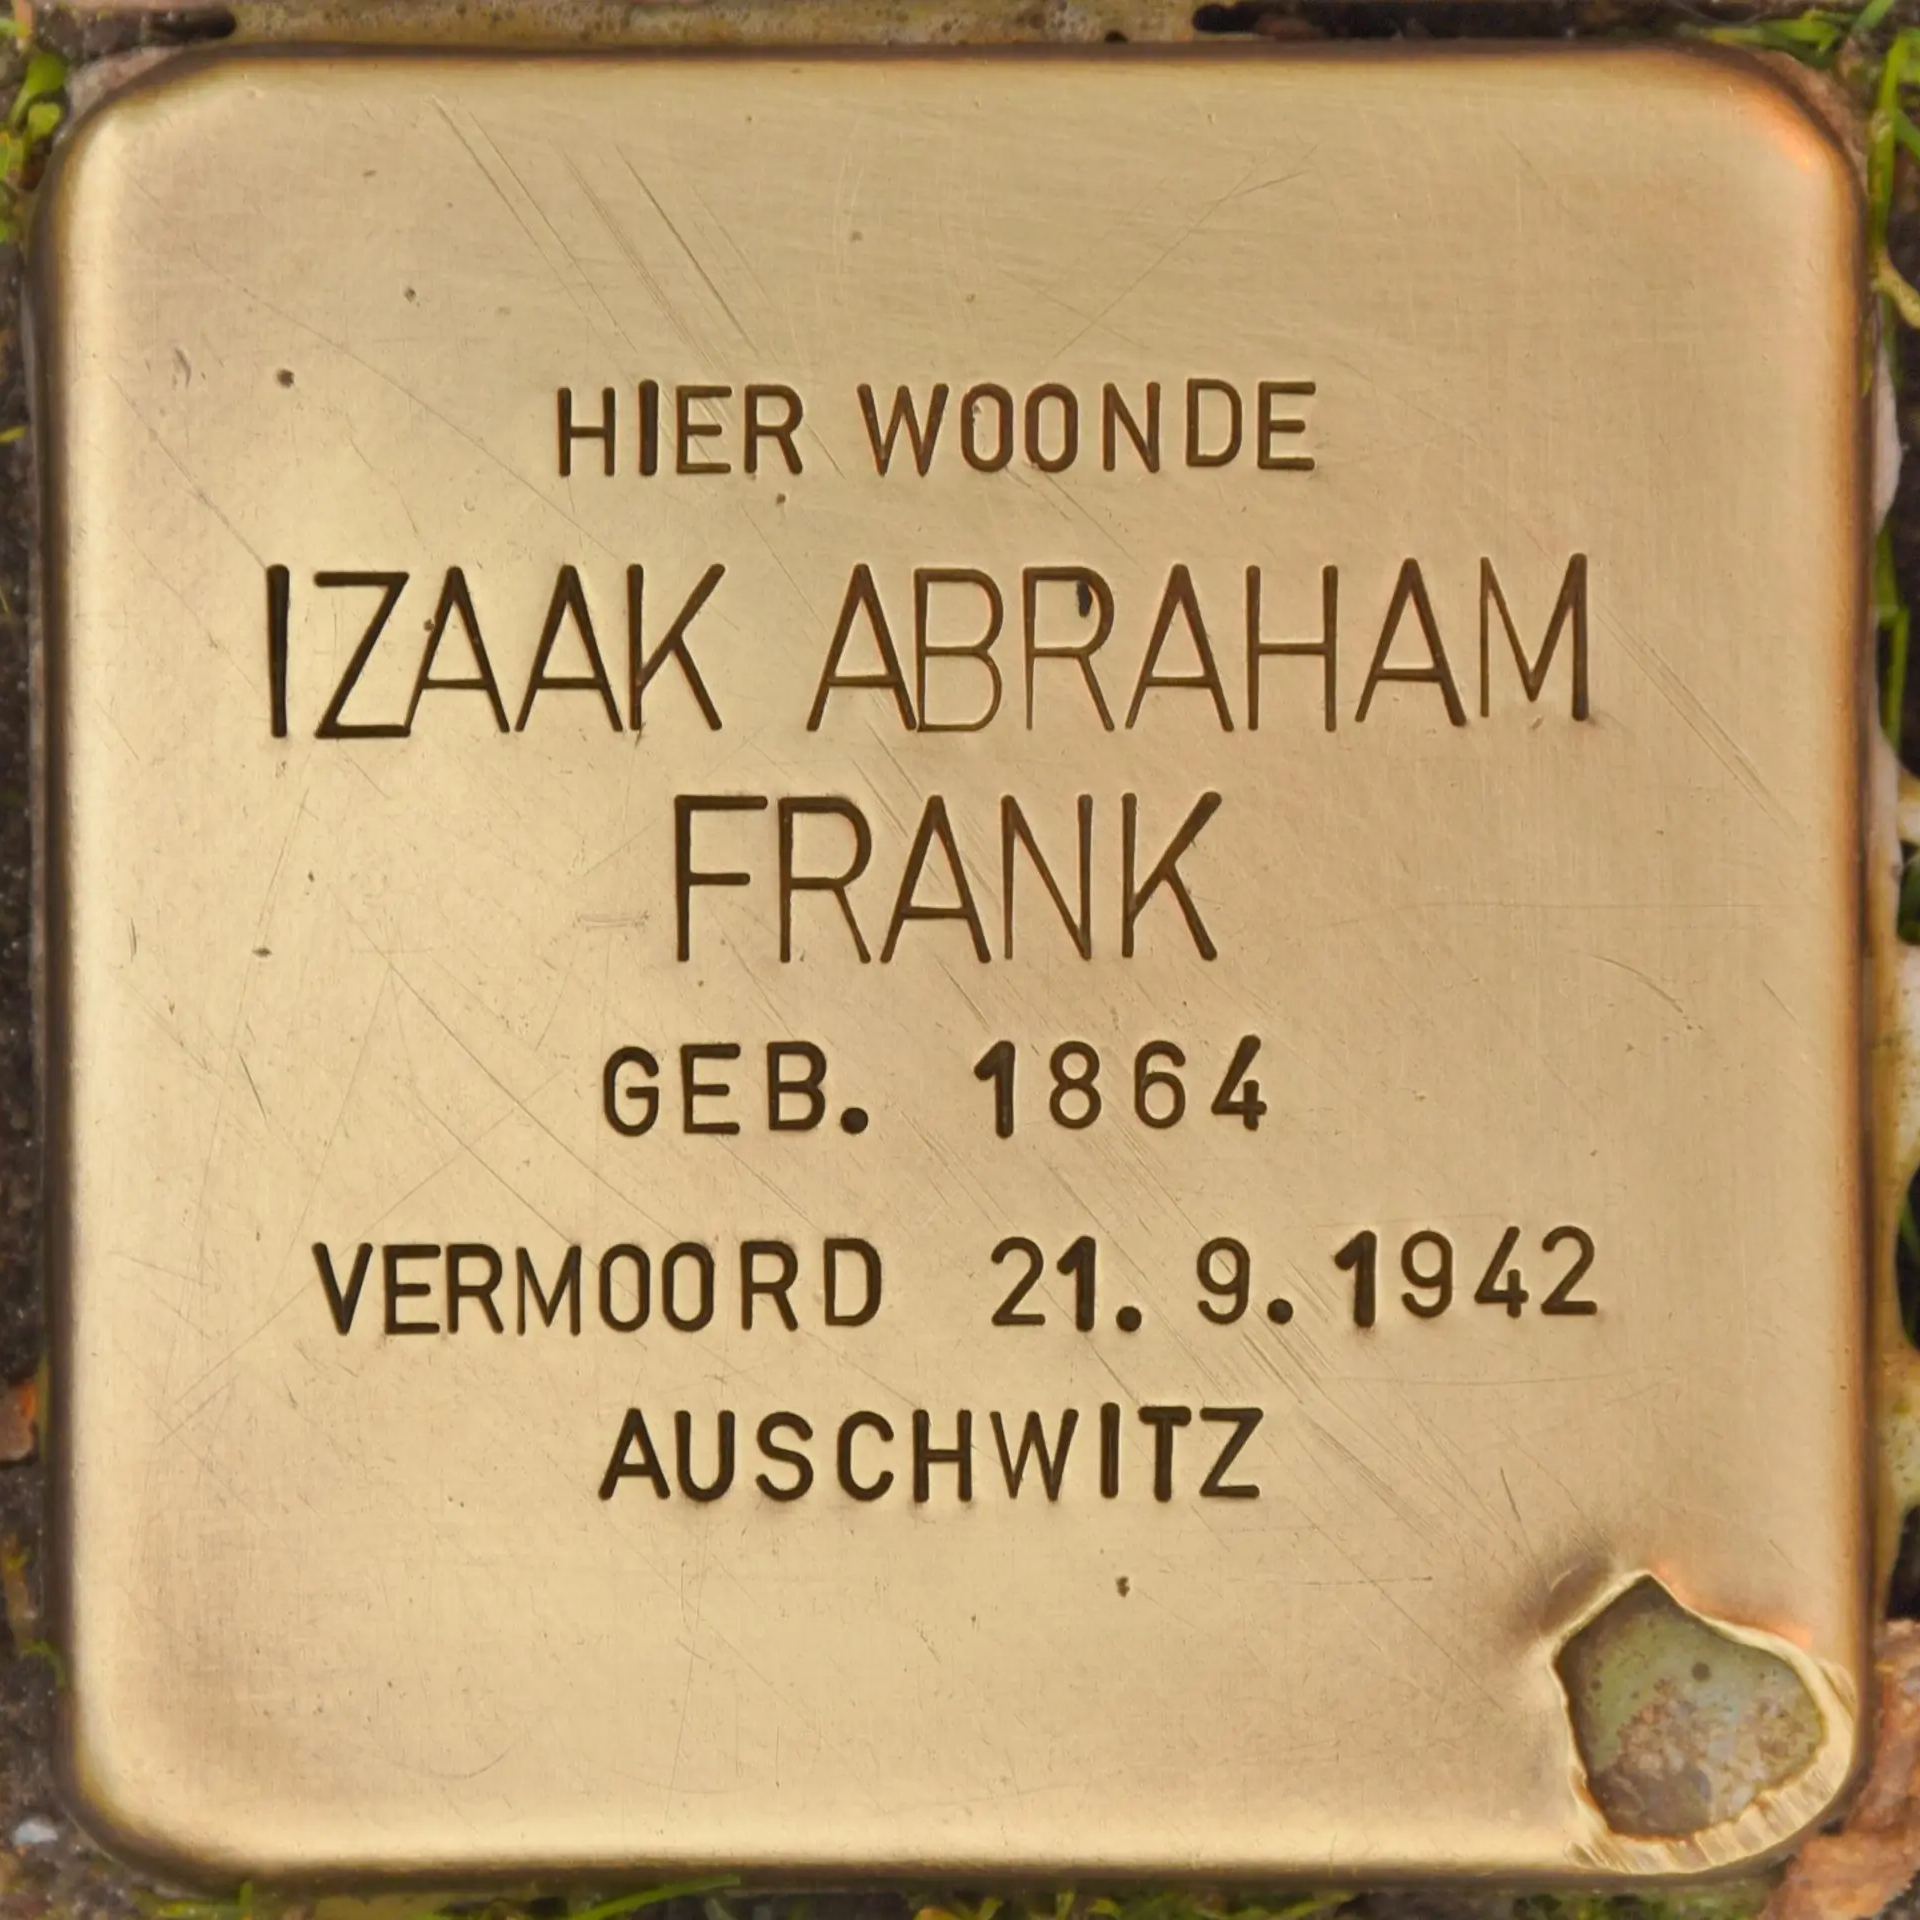 HIER WOONDE
IZAAK ABRAHAM
FRANK
GEB. 1864
VERMOORD 21.9.1942
AUSCHWITZ